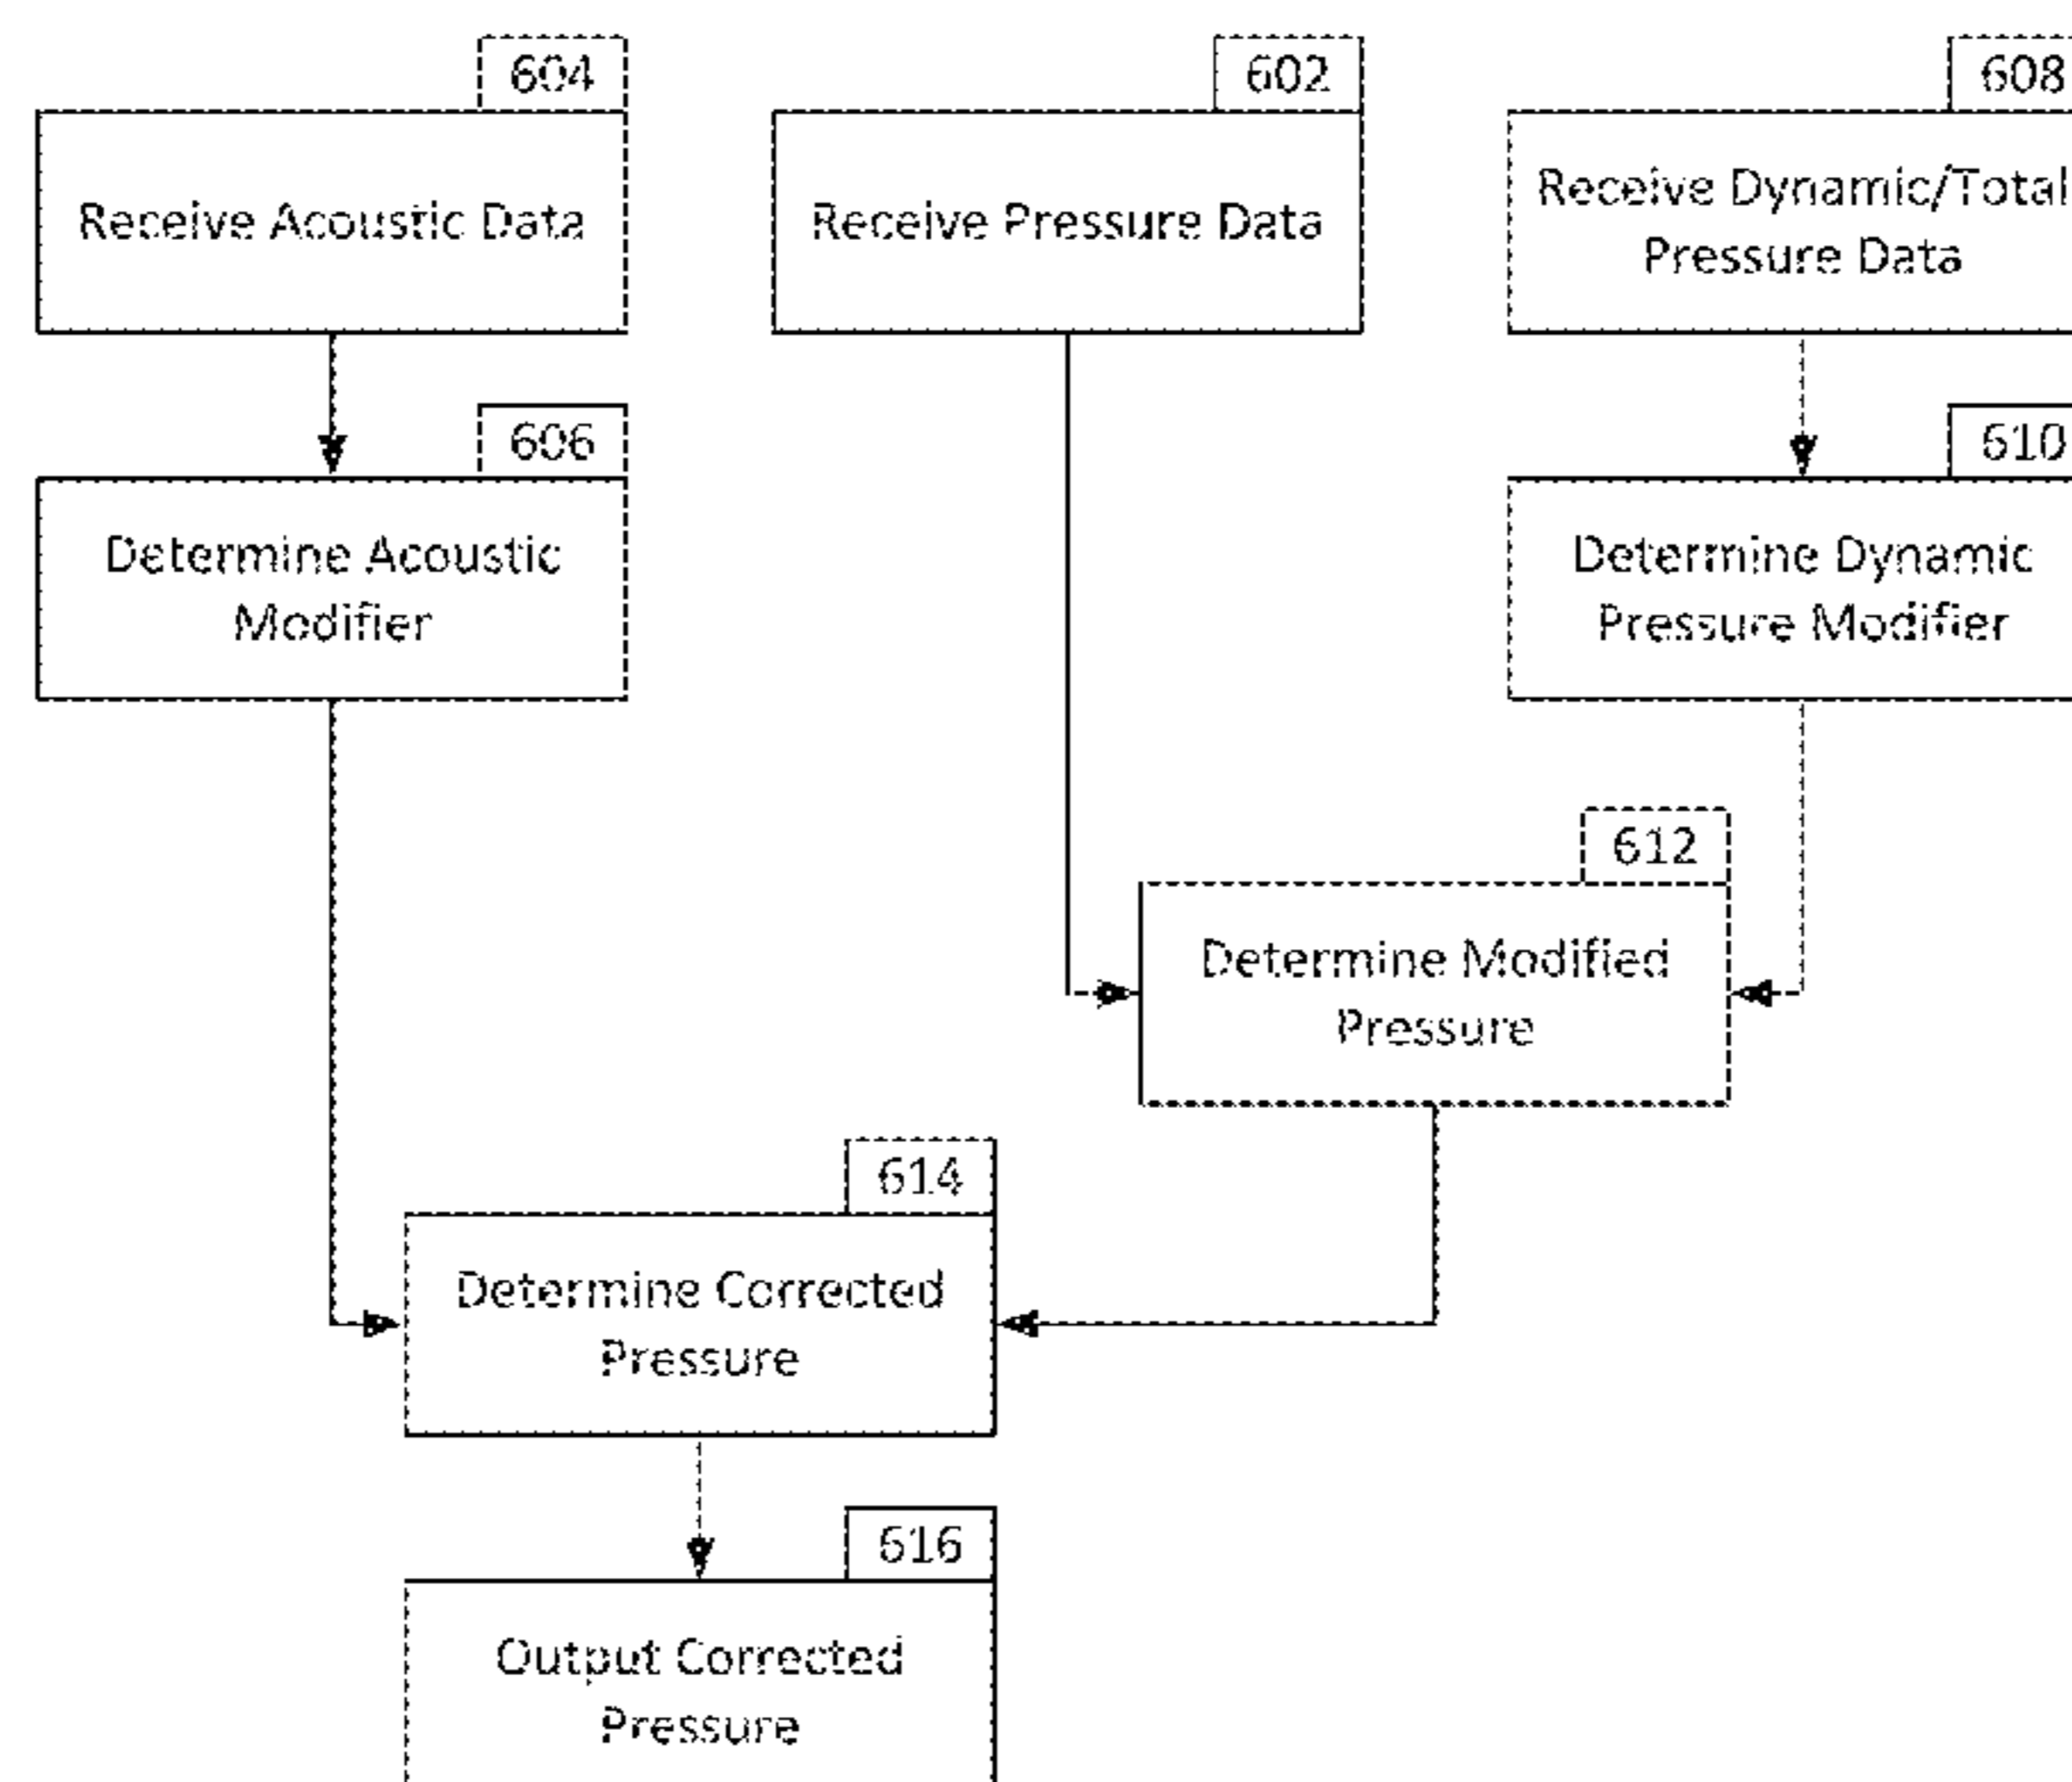 604
Receive Acoustic Data
602
Receive Pressure Data
608
Receive Dynamic/Total
Pressure Data
606
Determine Acoustic
Modifier
610
Determine Dynamic
Pressure Modifier
612
Determine Modified
Pressure
614
Determine Corrected
Pressure
616
Output Corrected
Pressure